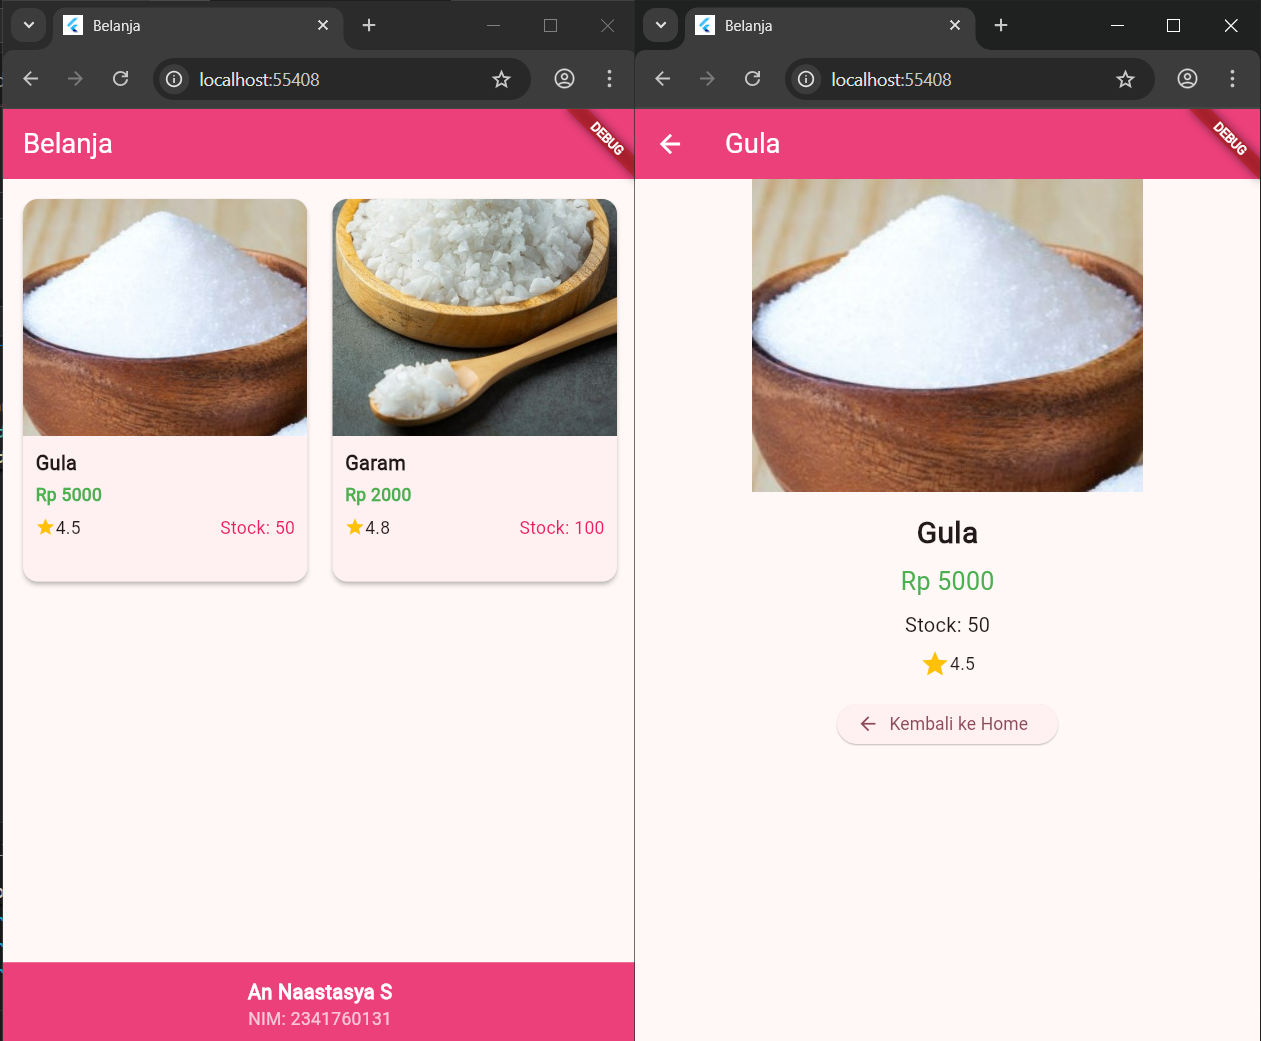 Belanja
localhost:55408
Belanja
DEBUG
Gula
Rp 5000
4.5
Stock: 50
Garam
Rp 2000
4.8
Stock: 100
An Naastasya S
NIM: 2341760131
Belanja
localhost:55408
Gula
DEBUG
Gula
Rp 5000
Stock: 50
4.5
Kembali ke Home